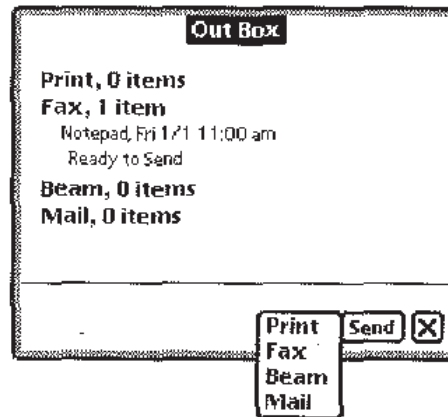 Out Box
Print, 0 items
Fax, 1 item
Notepad, Fri 1/1 11:00 am
Ready to Send
Beam, 0 items
Mail, 0 items
Print
Send
Fax
Beam
Mail